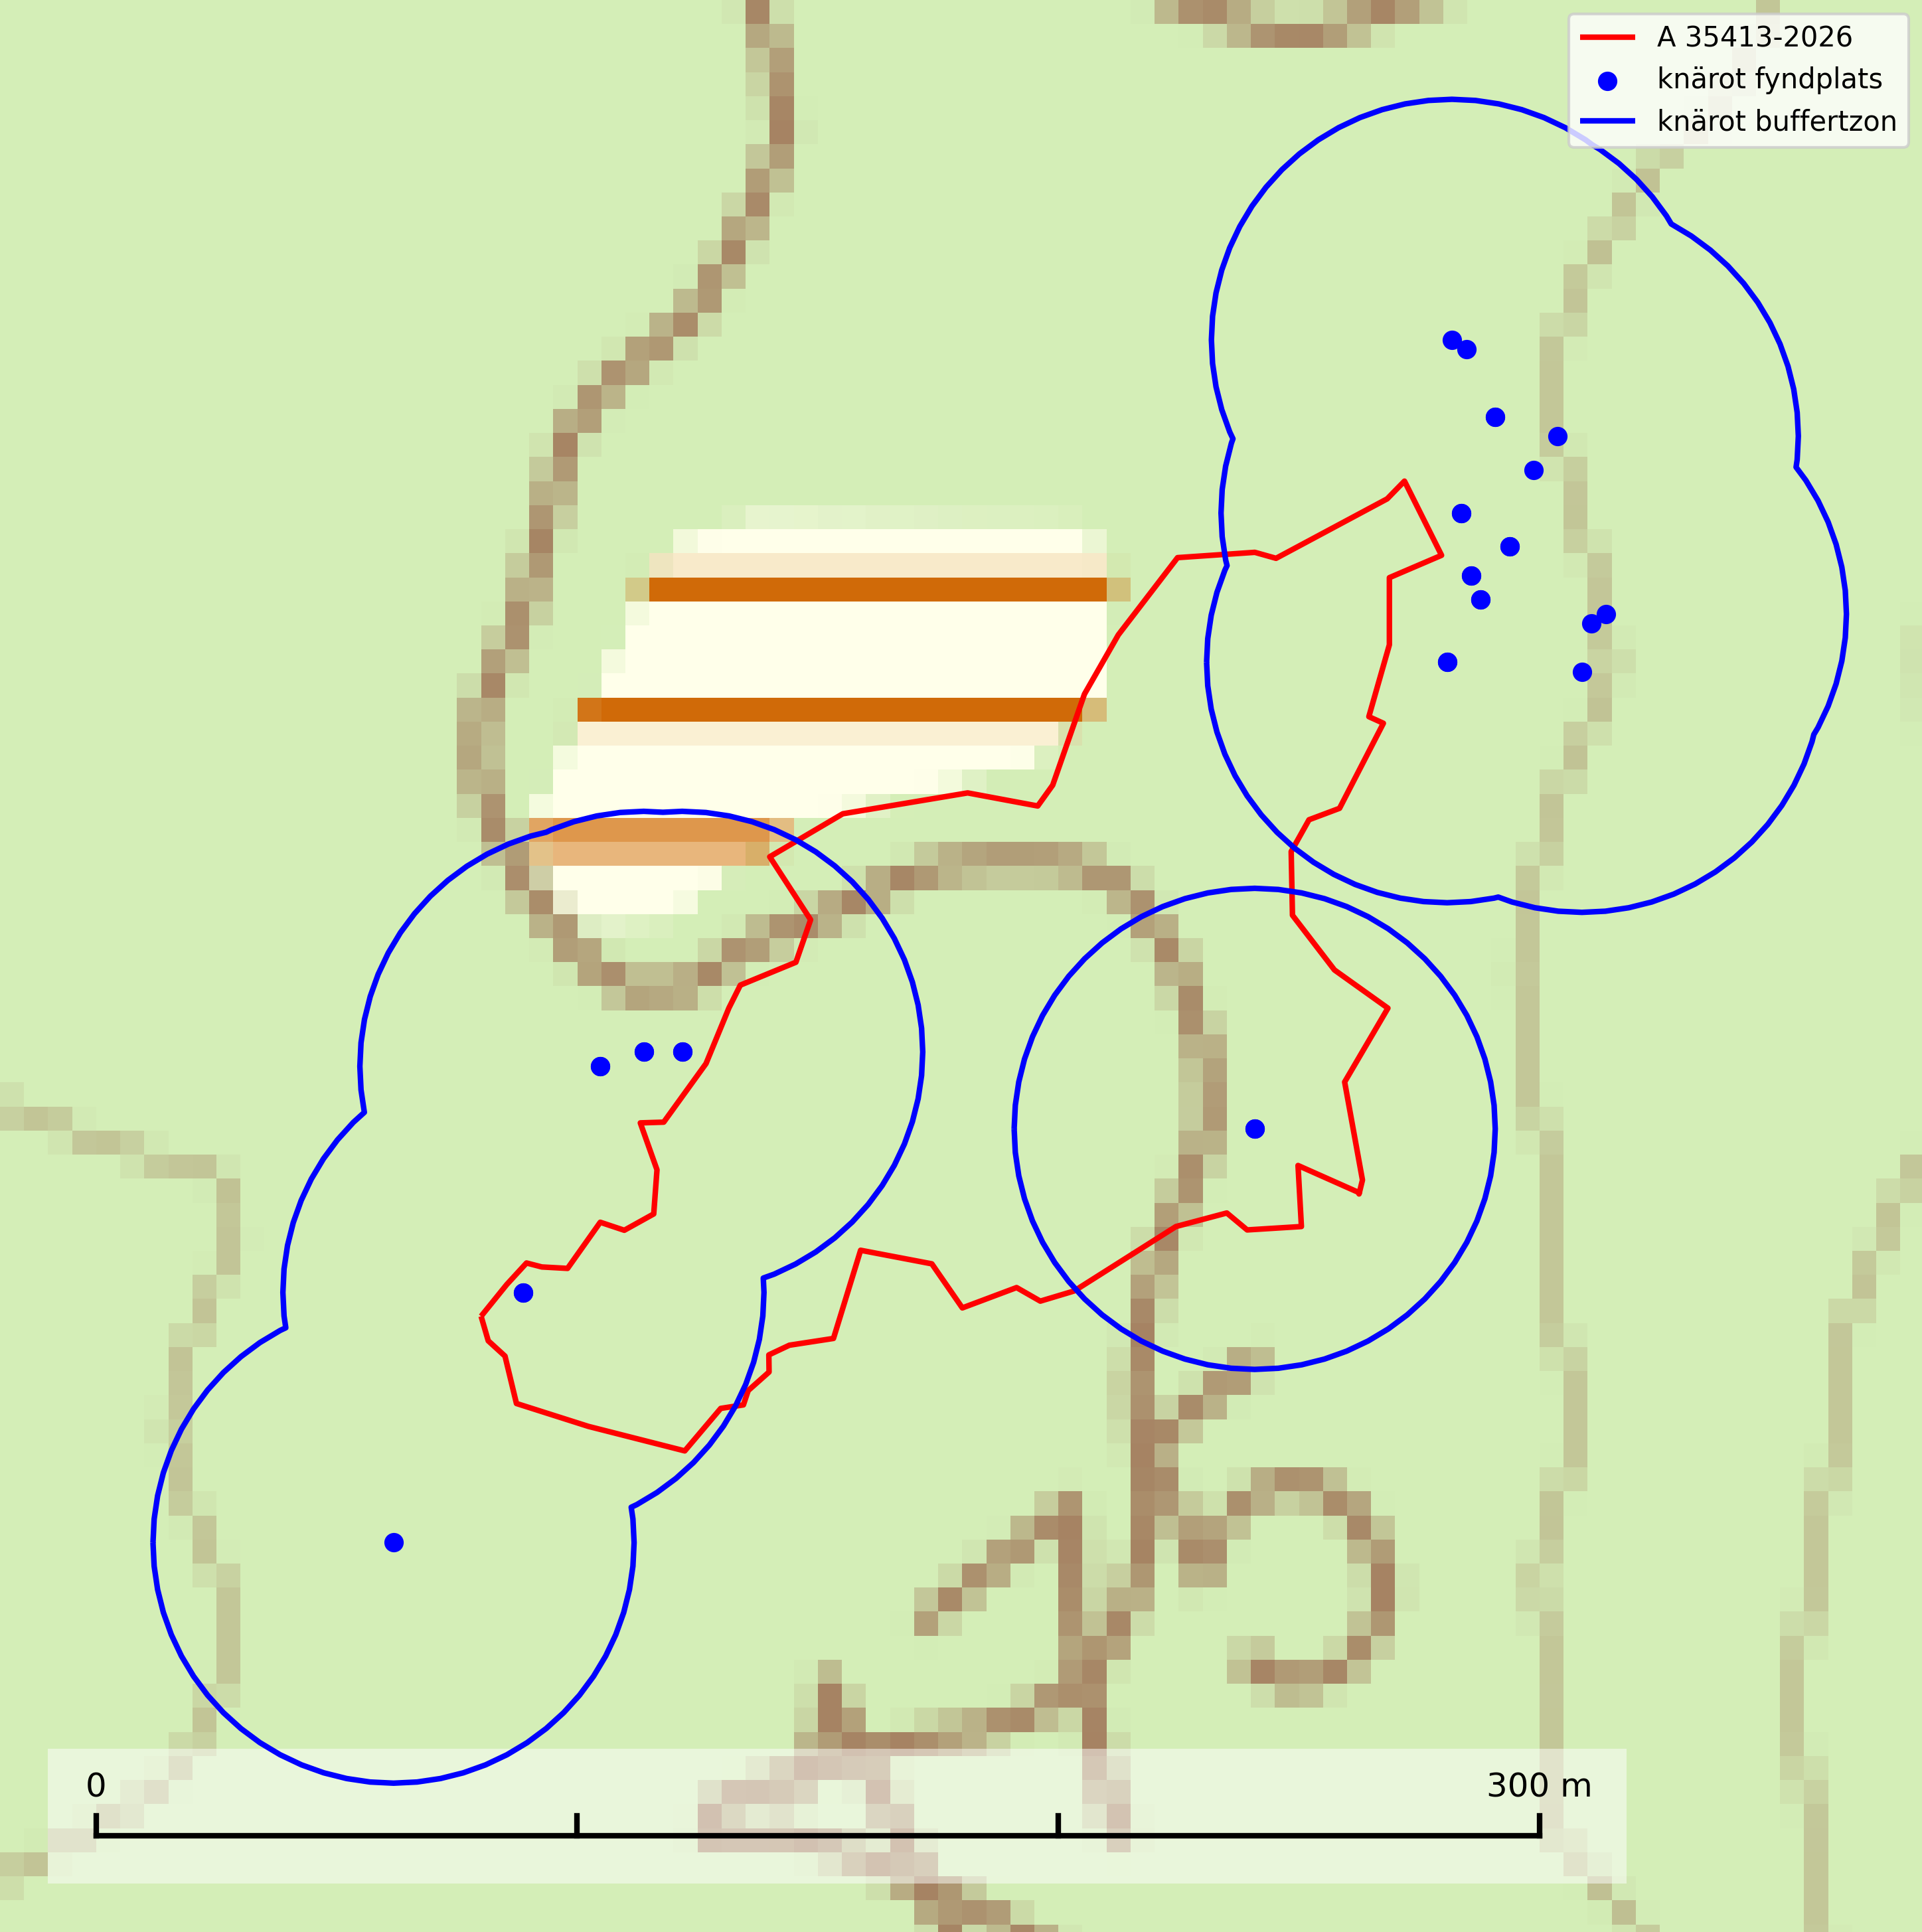 A 35413-2026
knärot fyndplats
knärot buffertzon
0
300 m